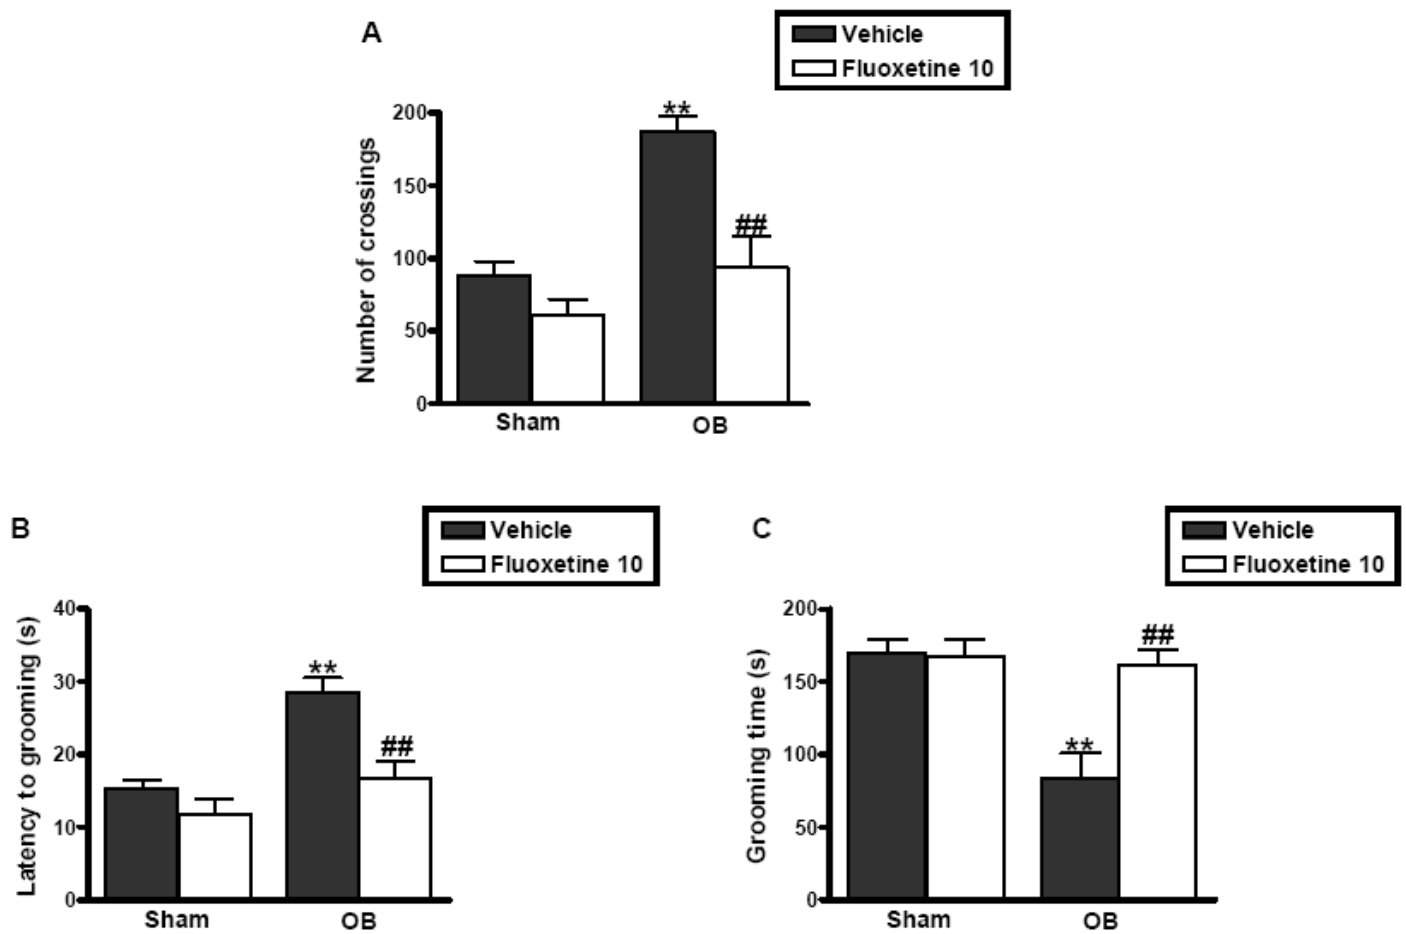 A
Vehicle
Fluoxetine 10
Number of crossings
200
150
100
50
0
**
##
Sham
OB
B
Vehicle
Fluoxetine 10
Latency to grooming (s)
40
30
20
10
0
**
##
Sham
OB
C
Vehicle
Fluoxetine 10
Grooming time (s)
200
150
100
50
0
**
##
Sham
OB